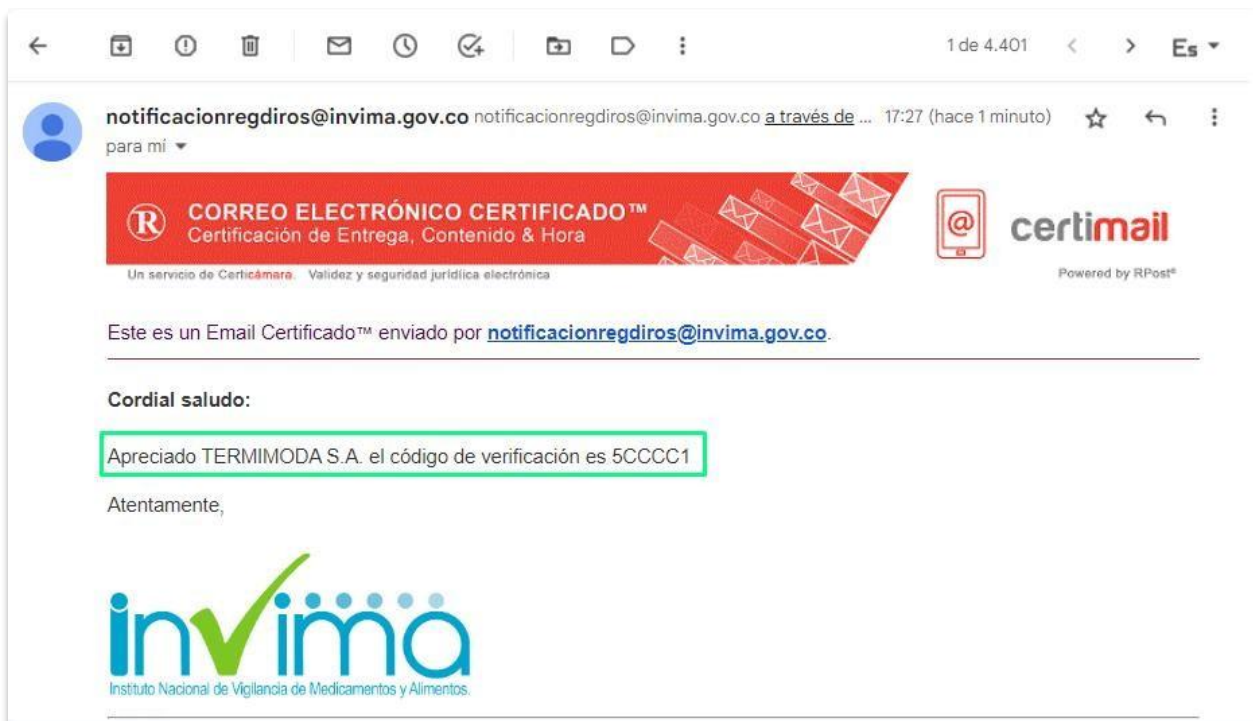 1 de 4.401 Es
notificacionregdiros@invima.gov.co notificacionregdiros@invima.gov.co a través de ... 17:27 (hace 1 minuto)
para mí
R CORREO ELECTRÓNICO CERTIFICADO™
Certificación de Entrega, Contenido & Hora
@ certimail
Un servicio de Certicámara. Validez y seguridad jurídica electrónica
Powered by RPost®
Este es un Email Certificado™ enviado por notificacionregdiros@invima.gov.co.
Cordial saludo:
Apreciado TERMIMODA S.A. el código de verificación es 5CCCC1
Atentamente,
invima
Instituto Nacional de Vigilancia de Medicamentos y Alimentos.